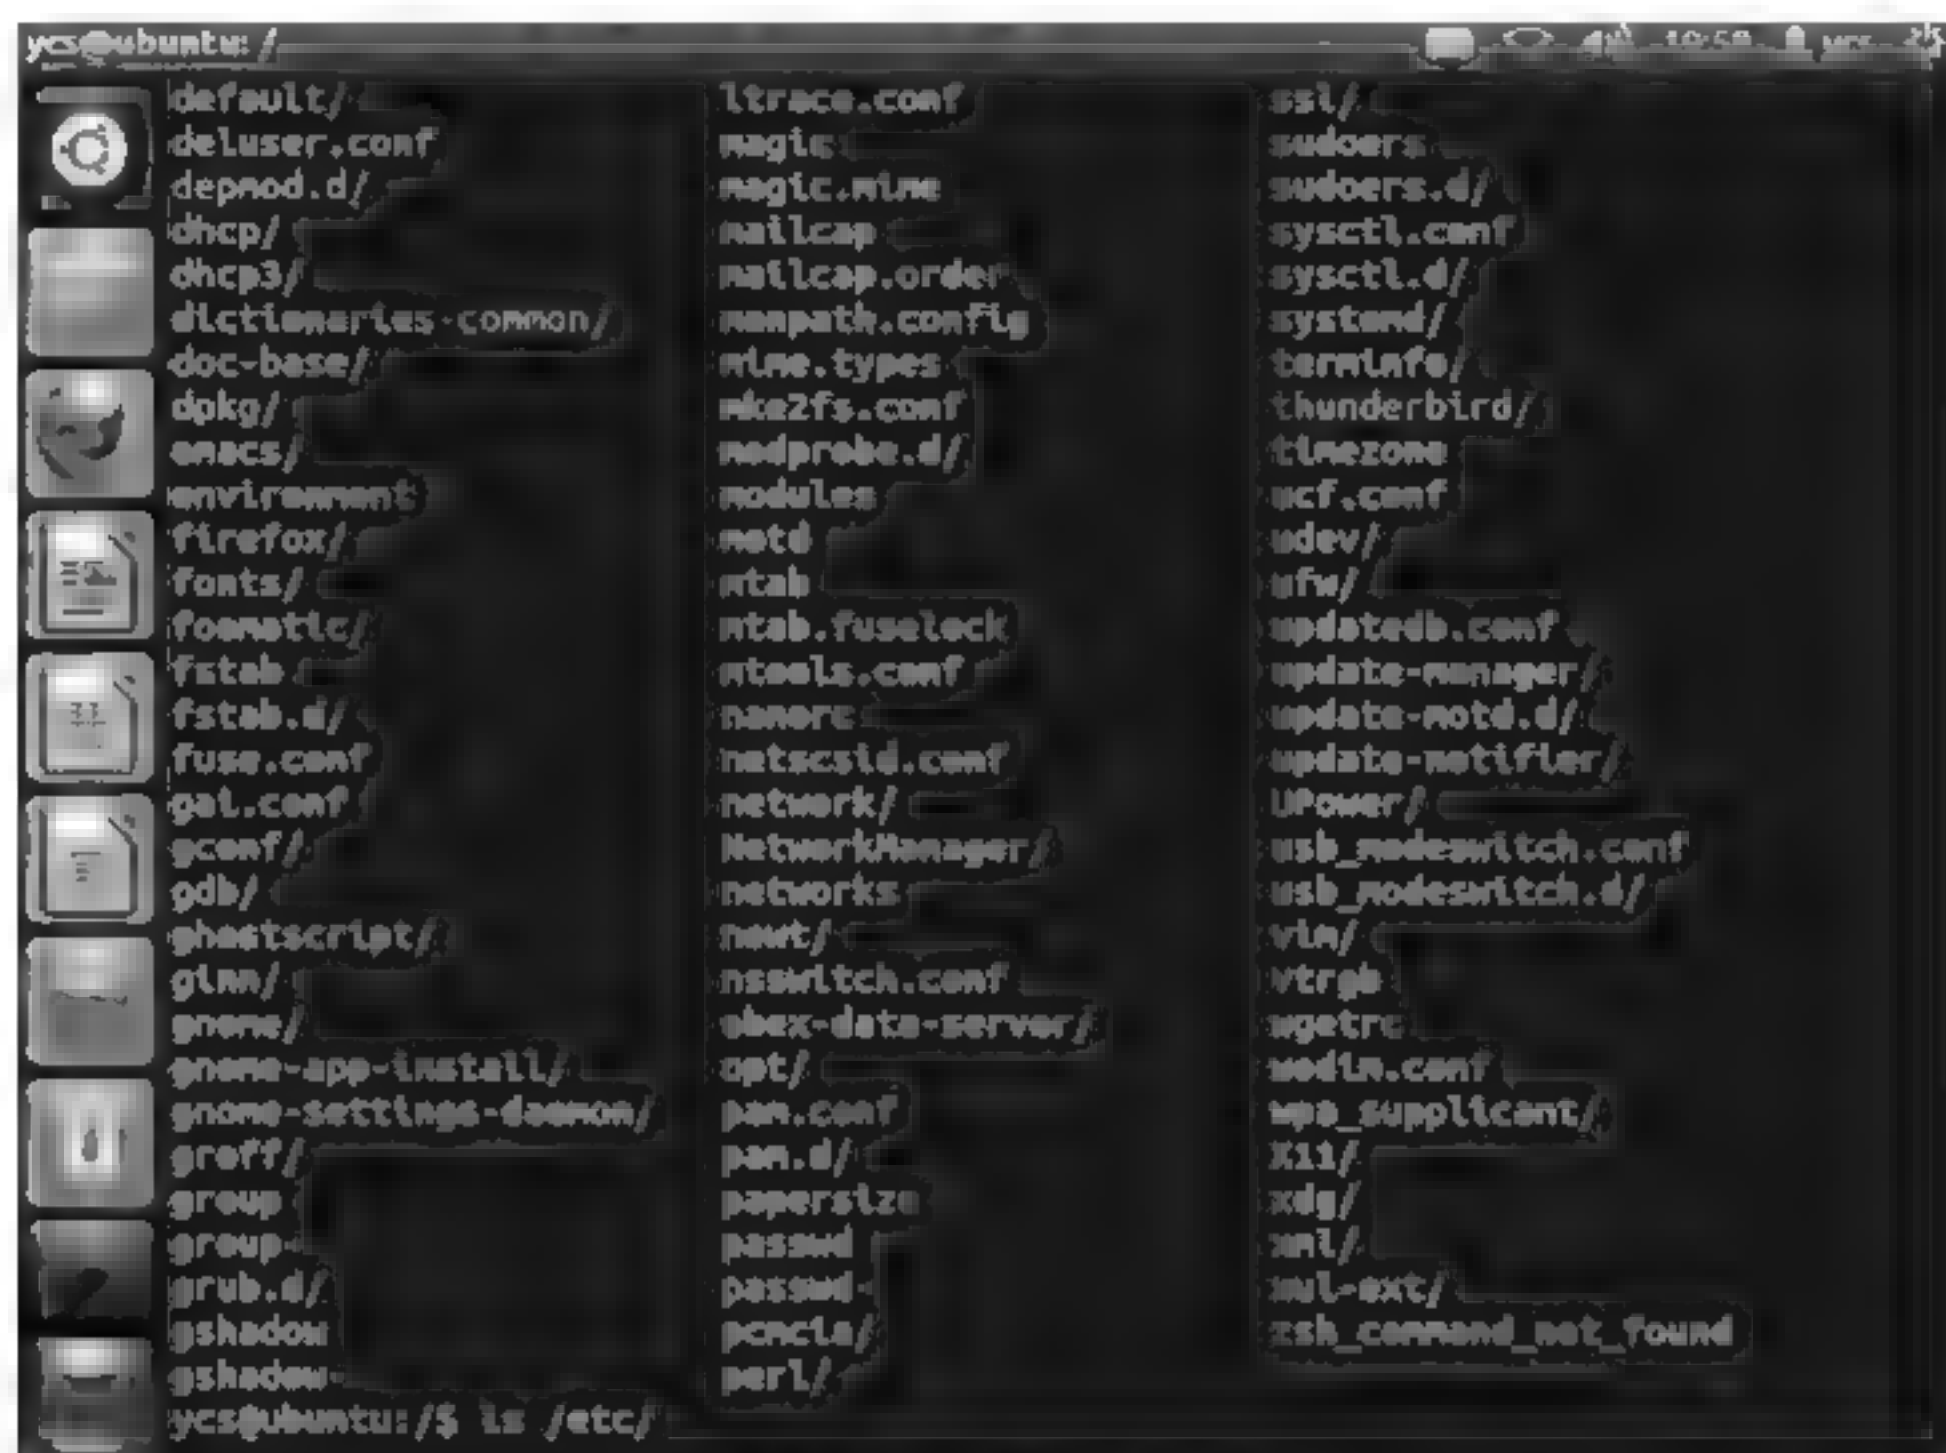 ycs@ubuntu: /
10:58 ycs
default/ ltrace.conf ssl/
deluser.conf magic sudoers
depmod.d/ magic.mime sudoers.d/
dhcp/ mailcap sysctl.conf
dhcp3/ mailcap.order sysctl.d/
dictionaries-common/ manpath.config systemd/
doc-base/ mime.types terminfo/
dpkg/ mke2fs.conf thunderbird/
emacs/ modprobe.d/ timezone
environment modules ucf.conf
firefox/ motd udev/
fonts/ mtab ufw/
foomatic/ mtab.fuselock updatedb.conf
fstab mtools.conf update-manager/
fstab.d/ nanorc update-motd.d/
fuse.conf netscsid.conf update-notifier/
gai.conf network/ UPower/
gconf/ NetworkManager/ usb_modeswitch.conf
gdb/ networks usb_modeswitch.d/
ghostscript/ newt/ vim/
ginn/ nsswitch.conf vtrgb
gnome/ obex-data-server/ wgetrc
gnome-app-install/ opt/ wodim.conf
gnome-settings-daemon/ pam.conf wpa_supplicant/
groff/ pam.d/ X11/
group papersize xdg/
group- passwd xml/
grub.d/ passwd- xul-ext/
gshadow pcmcia/ zsh_command_not_found
gshadow- perl/
ycs@ubuntu:/$ ls /etc/